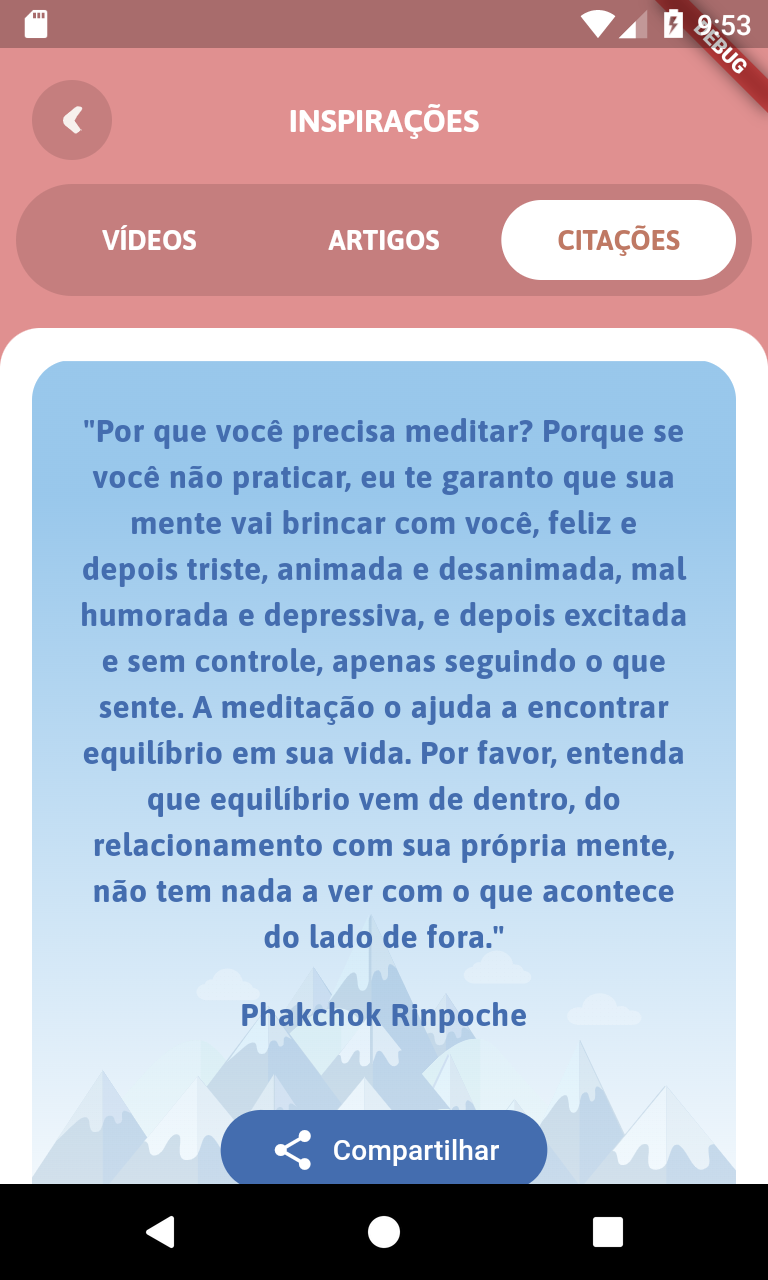 9:53
DEBUG
INSPIRAÇÕES
VÍDEOS ARTIGOS CITAÇÕES
"Por que você precisa meditar? Porque se
você não praticar, eu te garanto que sua
mente vai brincar com você, feliz e
depois triste, animada e desanimada, mal
humorada e depressiva, e depois excitada
e sem controle, apenas seguindo o que
sente. A meditação o ajuda a encontrar
equilíbrio em sua vida. Por favor, entenda
que equilíbrio vem de dentro, do
relacionamento com sua própria mente,
não tem nada a ver com o que acontece
do lado de fora."
Phakchok Rinpoche
Compartilhar